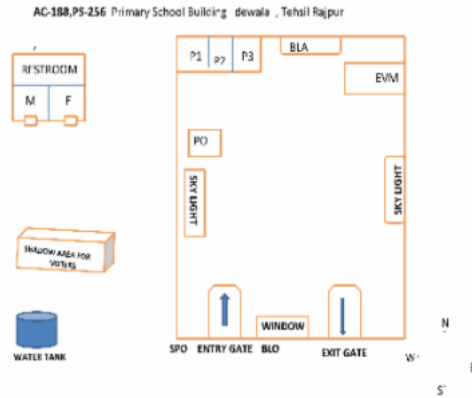 AC-188,PS-256 Primary School Building dewala , Tehsil Rajpur
RESTROOM
M F
P1 P2 P3
BLA
EVM
PO
SKY LIGHT
SKY LIGHT
SHADOW AREA FOR
VOTERS
WATER TANK
WINDOW
SPO ENTRY GATE BLO EXIT GATE
N
W
E
S